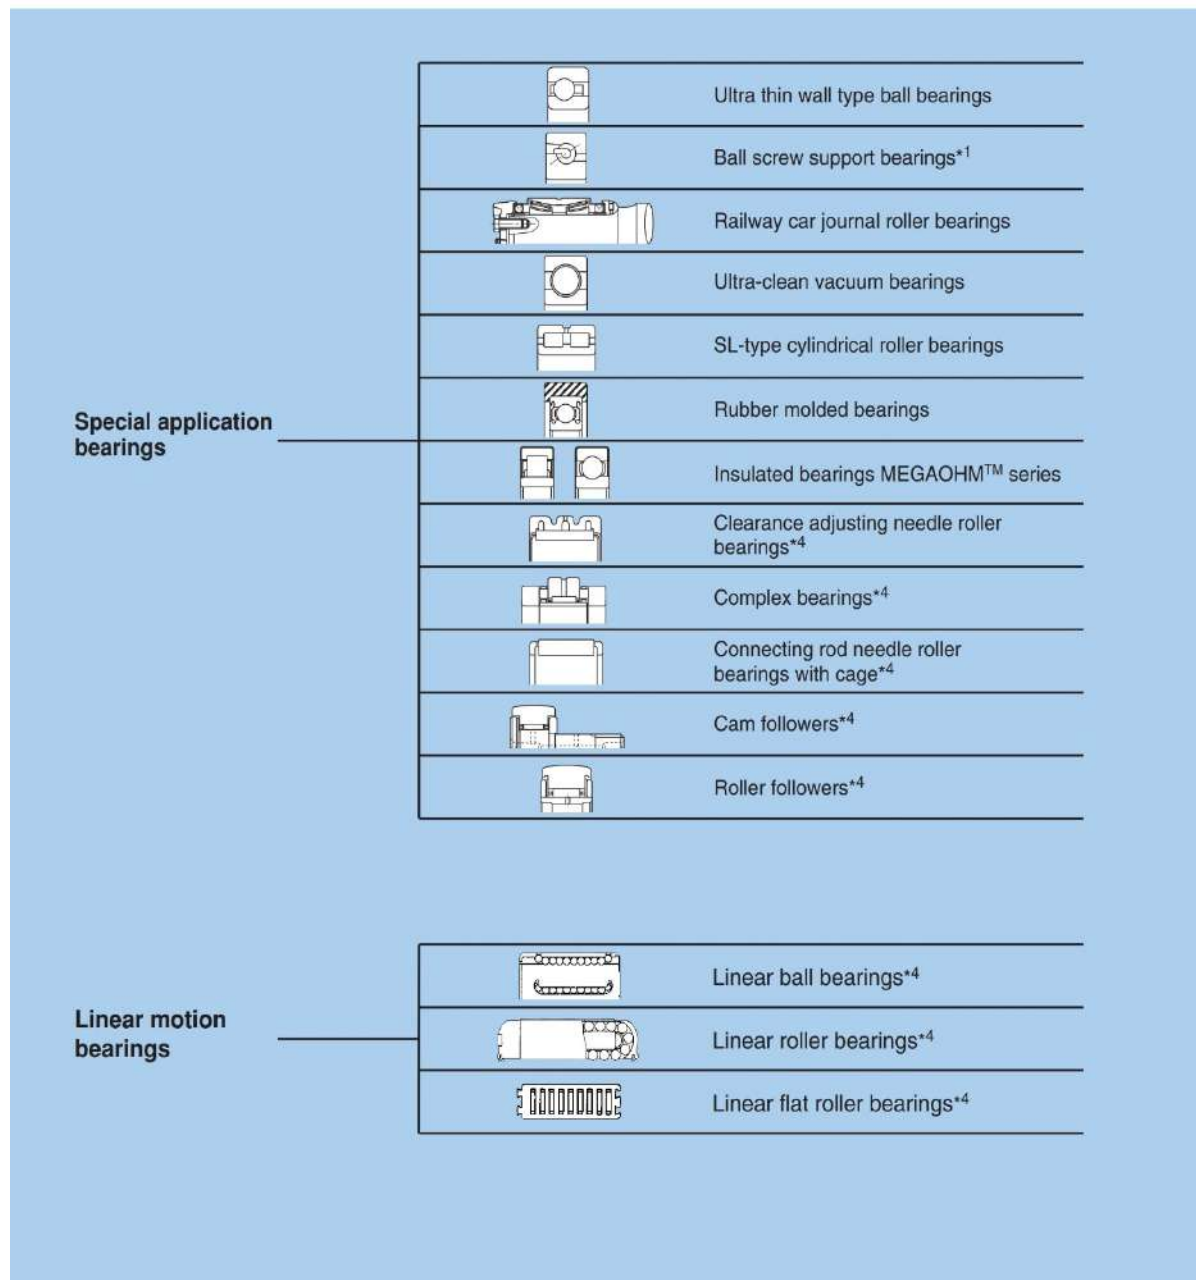 Ultra thin wall type ball bearings
Ball screw support bearings*1
Railway car journal roller bearings
Ultra-clean vacuum bearings
SL-type cylindrical roller bearings
Rubber molded bearings
Special application
bearings
Insulated bearings MEGAOHM™ series
Clearance adjusting needle roller
bearings*4
Complex bearings*4
Connecting rod needle roller
bearings with cage*4
Cam followers*4
Roller followers*4
Linear ball bearings*4
Linear motion
bearings
Linear roller bearings*4
Linear flat roller bearings*4